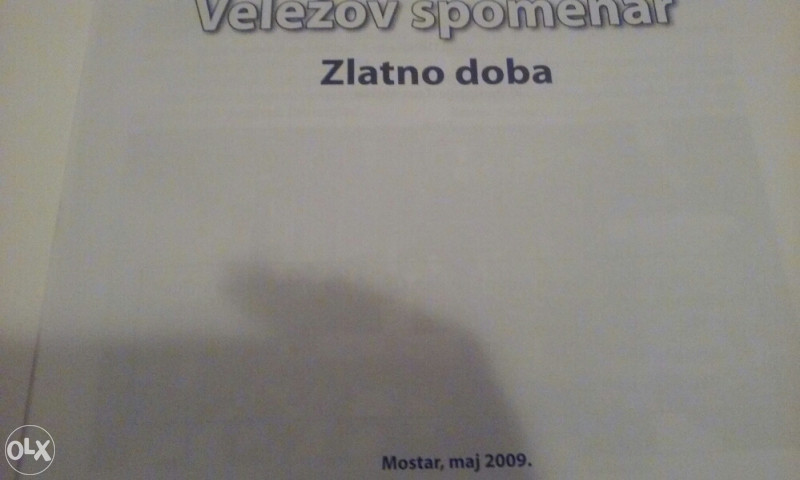 Veležov spomenar
Zlatno doba
Mostar, maj 2009.
OLX